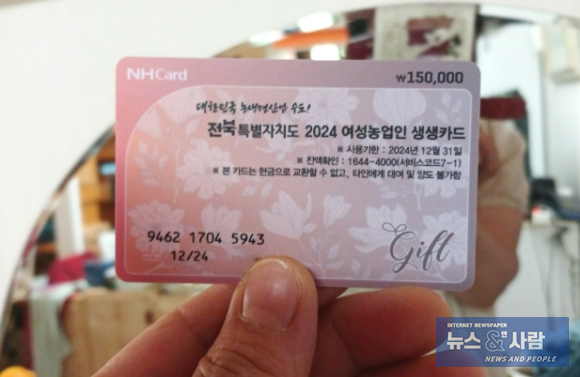 NHCard
₩150,000
대한민국 농생명산업 수도!
전북특별자치도 2024 여성농업인 생생카드
※ 사용기한 : 2024년 12월 31일
※ 잔액확인 : 1644-4000(서비스코드7-1)
※ 본 카드는 현금으로 교환할 수 없고, 타인에게 대여 및 양도 불가함
9462 1704 5943
12/24
Gift
INTERNET NEWSPAPER
뉴스&앤사람
NEWS AND PEOPLE